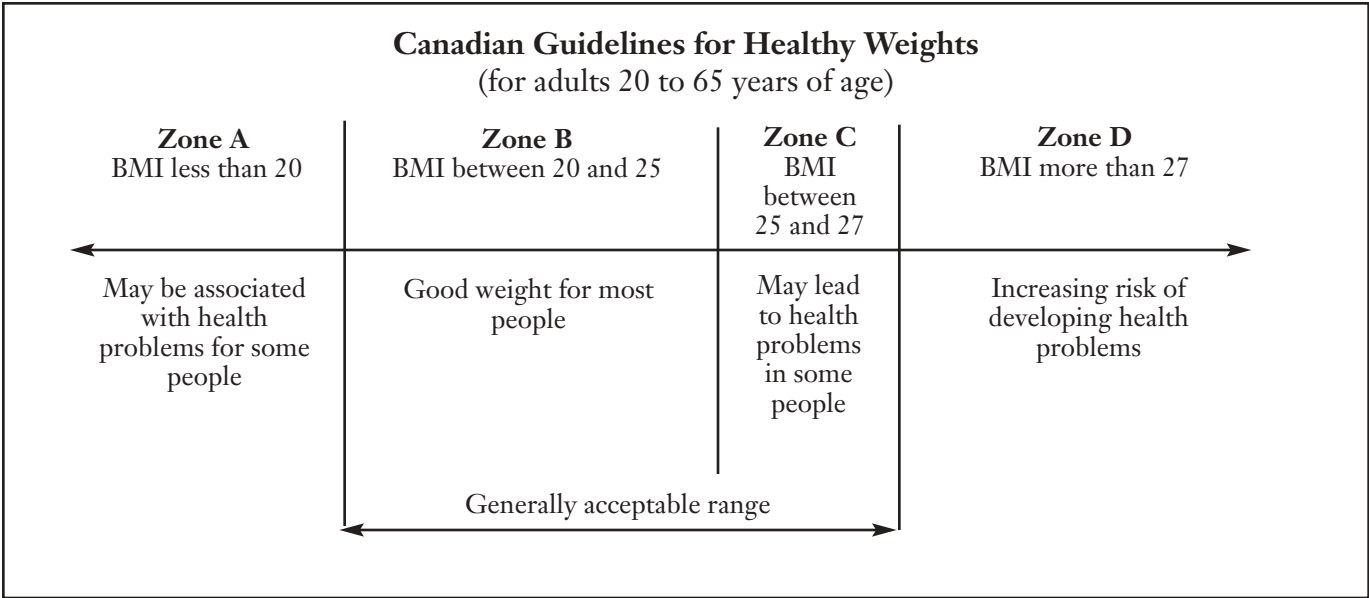 Canadian Guidelines for Healthy Weights
(for adults 20 to 65 years of age)
Zone A
BMI less than 20
Zone B
BMI between 20 and 25
Zone C
BMI
between
25 and 27
Zone D
BMI more than 27
May be associated
with health
problems for some
people
Good weight for most
people
May lead
to health
problems
in some
people
Increasing risk of
developing health
problems
Generally acceptable range